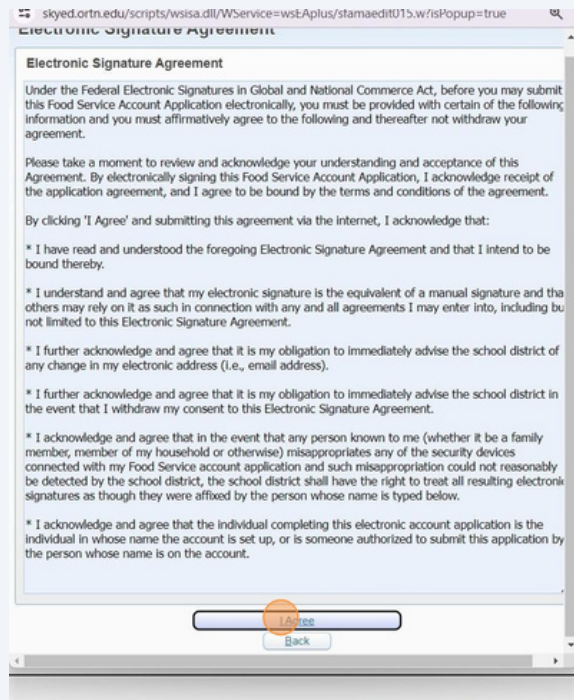 skyed.ortn.edu/scripts/wsisa.dll/WService=wsEAplus/sfamaedit015.w?isPopup=true
Electronic Signature Agreement
Electronic Signature Agreement
Under the Federal Electronic Signatures in Global and National Commerce Act, before you may submit
this Food Service Account Application electronically, you must be provided with certain of the following
information and you must affirmatively agree to the following and thereafter not withdraw your
agreement.
Please take a moment to review and acknowledge your understanding and acceptance of this
Agreement. By electronically signing this Food Service Account Application, I acknowledge receipt of
the application agreement, and I agree to be bound by the terms and conditions of the agreement.
By clicking 'I Agree' and submitting this agreement via the internet, I acknowledge that:
* I have read and understood the foregoing Electronic Signature Agreement and that I intend to be
bound thereby.
* I understand and agree that my electronic signature is the equivalent of a manual signature and tha
others may rely on it as such in connection with any and all agreements I may enter into, including bu
not limited to this Electronic Signature Agreement.
* I further acknowledge and agree that it is my obligation to immediately advise the school district of
any change in my electronic address (i.e., email address).
* I further acknowledge and agree that it is my obligation to immediately advise the school district in
the event that I withdraw my consent to this Electronic Signature Agreement.
* I acknowledge and agree that in the event that any person known to me (whether it be a family
member, member of my household or otherwise) misappropriates any of the security devices
connected with my Food Service account application and such misappropriation could not reasonably
be detected by the school district, the school district shall have the right to treat all resulting electroni
signatures as though they were affixed by the person whose name is typed below.
* I acknowledge and agree that the individual completing this electronic account application is the
individual in whose name the account is set up, or is someone authorized to submit this application by
the person whose name is on the account.
I Agree
Back